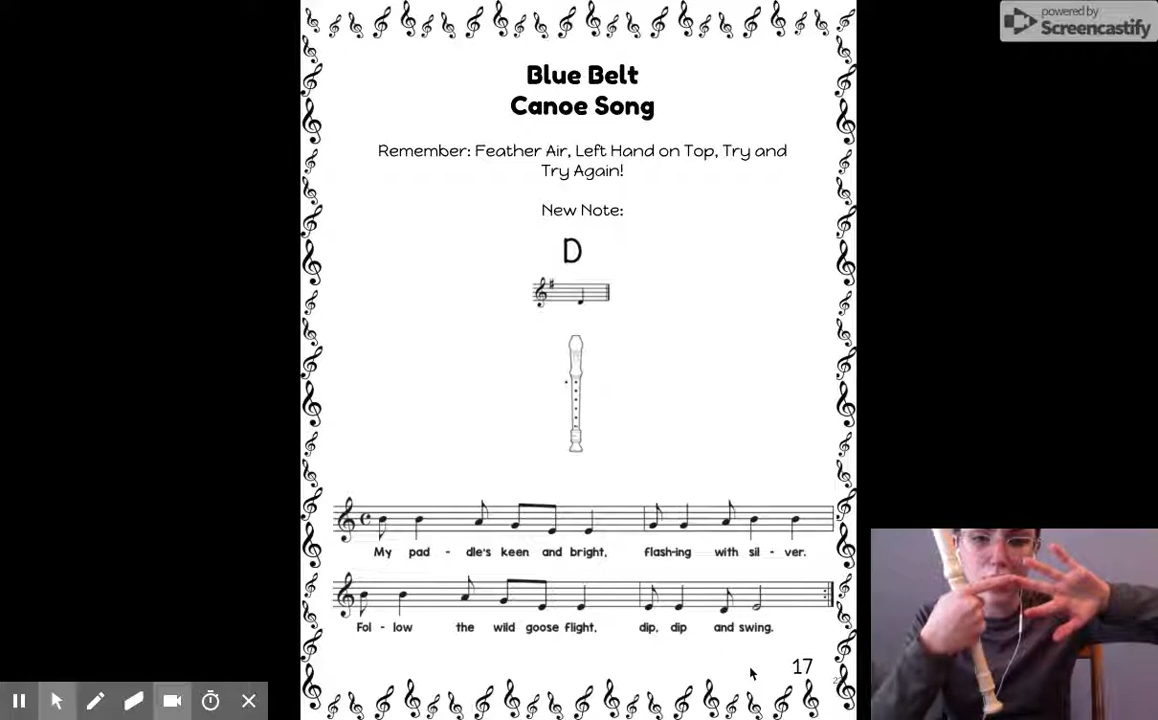 powered by
Screencastify
Blue Belt
Canoe Song
Remember: Feather Air, Left Hand on Top, Try and
Try Again!
New Note:
D
My pad - dle's keen and bright, flash-ing with sil - ver.
Fol - low the wild goose flight, dip, dip and swing.
17